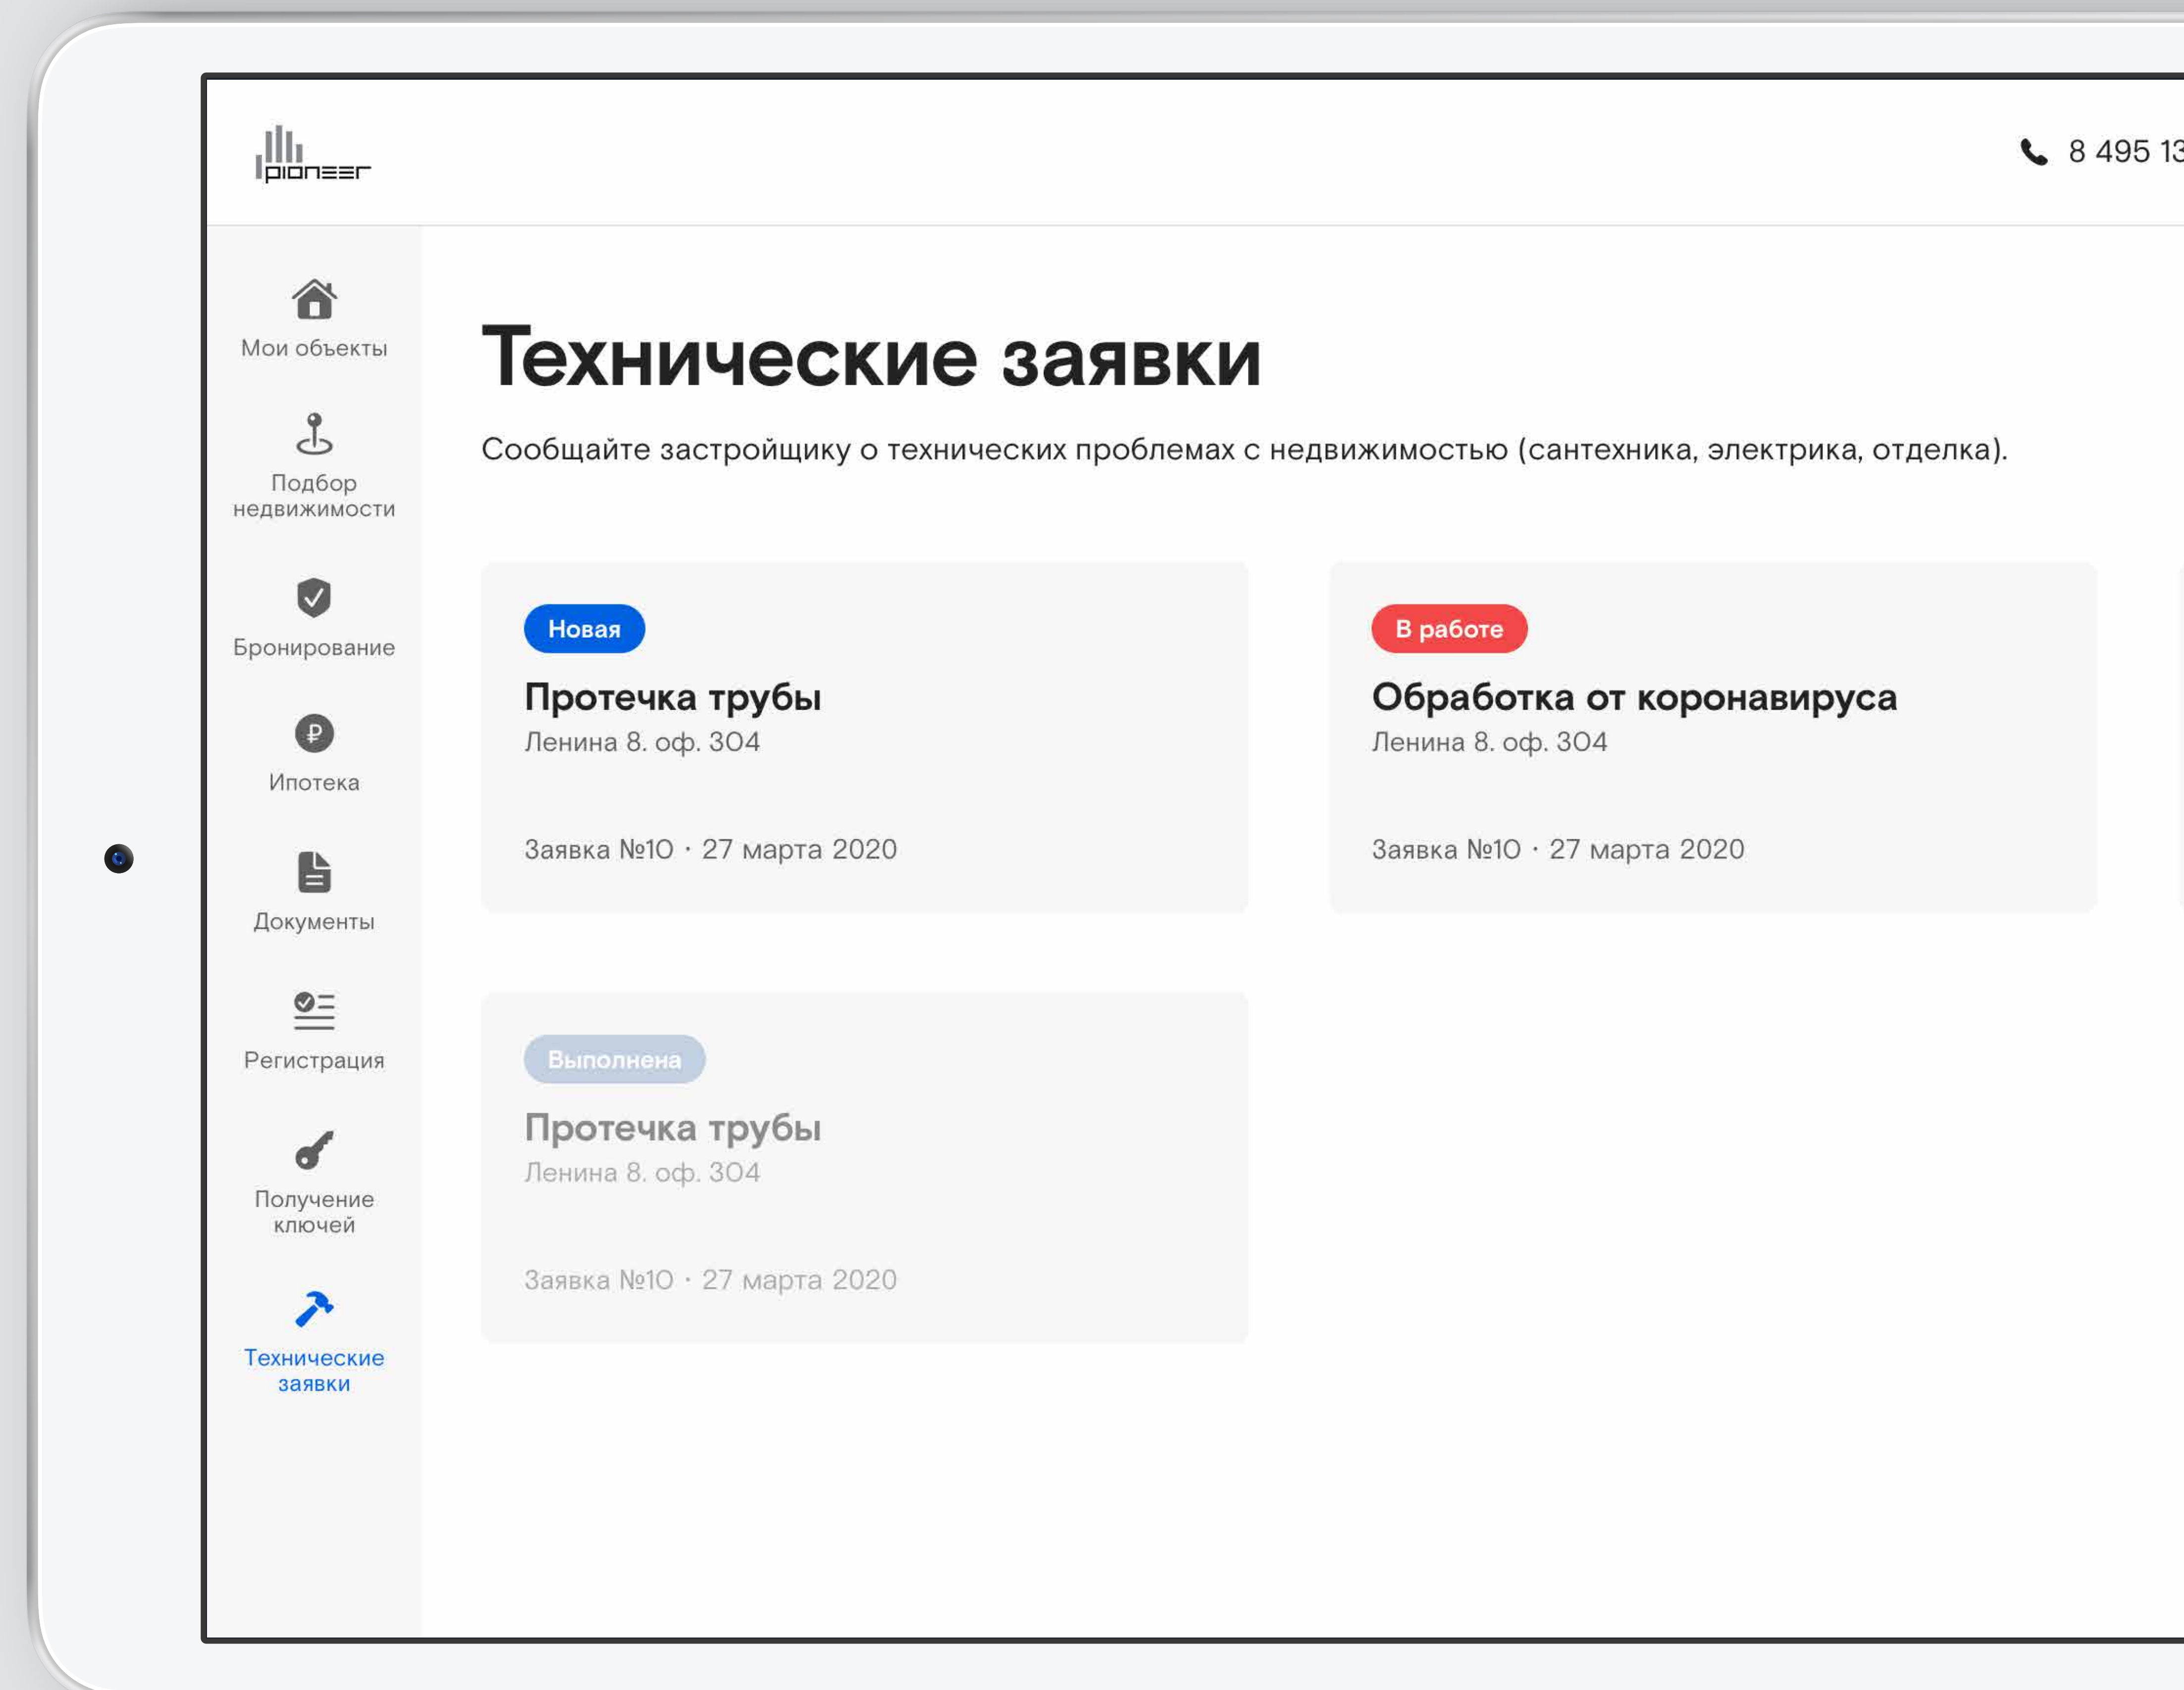 pioneer
8 495 13
Мои объекты
Подбор
недвижимости
Бронирование
Ипотека
Документы
Регистрация
Получение
ключей
Технические
заявки
Технические заявки
Сообщайте застройщику о технических проблемах с недвижимостью (сантехника, электрика, отделка).
Новая
Протечка трубы
Ленина 8. оф. 304
Заявка №10 · 27 марта 2020
В работе
Обработка от коронавируса
Ленина 8. оф. 304
Заявка №10 · 27 марта 2020
Выполнена
Протечка трубы
Ленина 8. оф. 304
Заявка №10 · 27 марта 2020